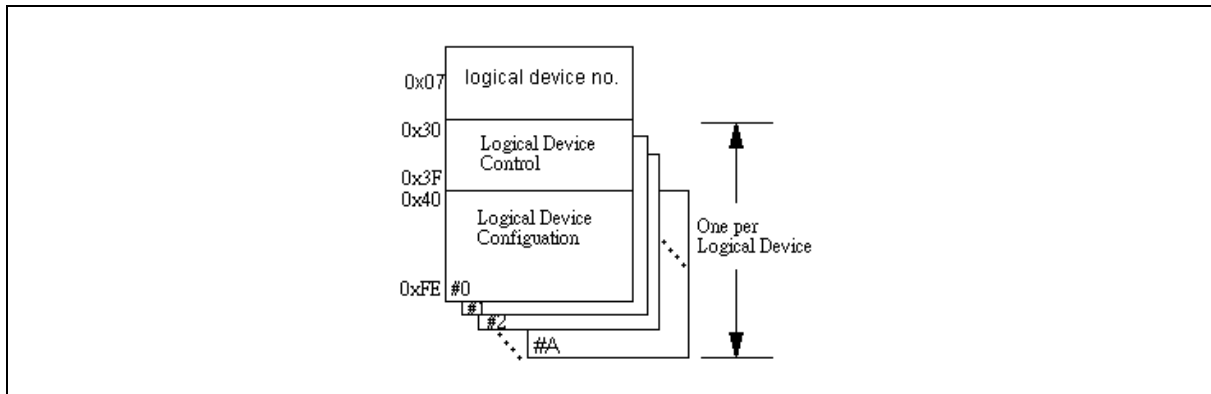 0x07
logical device no.
0x30
Logical Device
Control
0x3F
0x40
Logical Device
Configuation
One per
Logical Device
0xFE
#0
#1
#2
#A